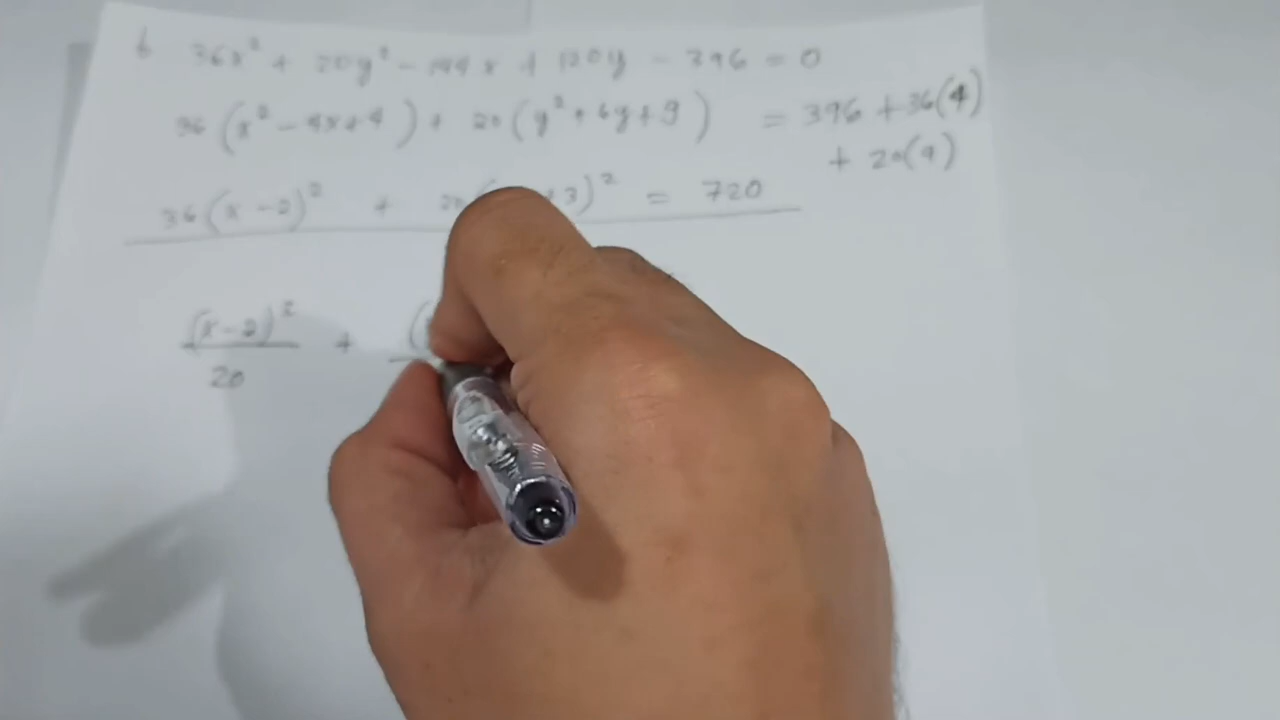 6 36x² + 20y² - 144x + 120y - 396 = 0
36(x² - 4x+4) + 20(y² + 6y+9) = 396 + 36(4)
+ 20(9)
36(x-2)² + 20( +3)² = 720
(x-2)² + (
20